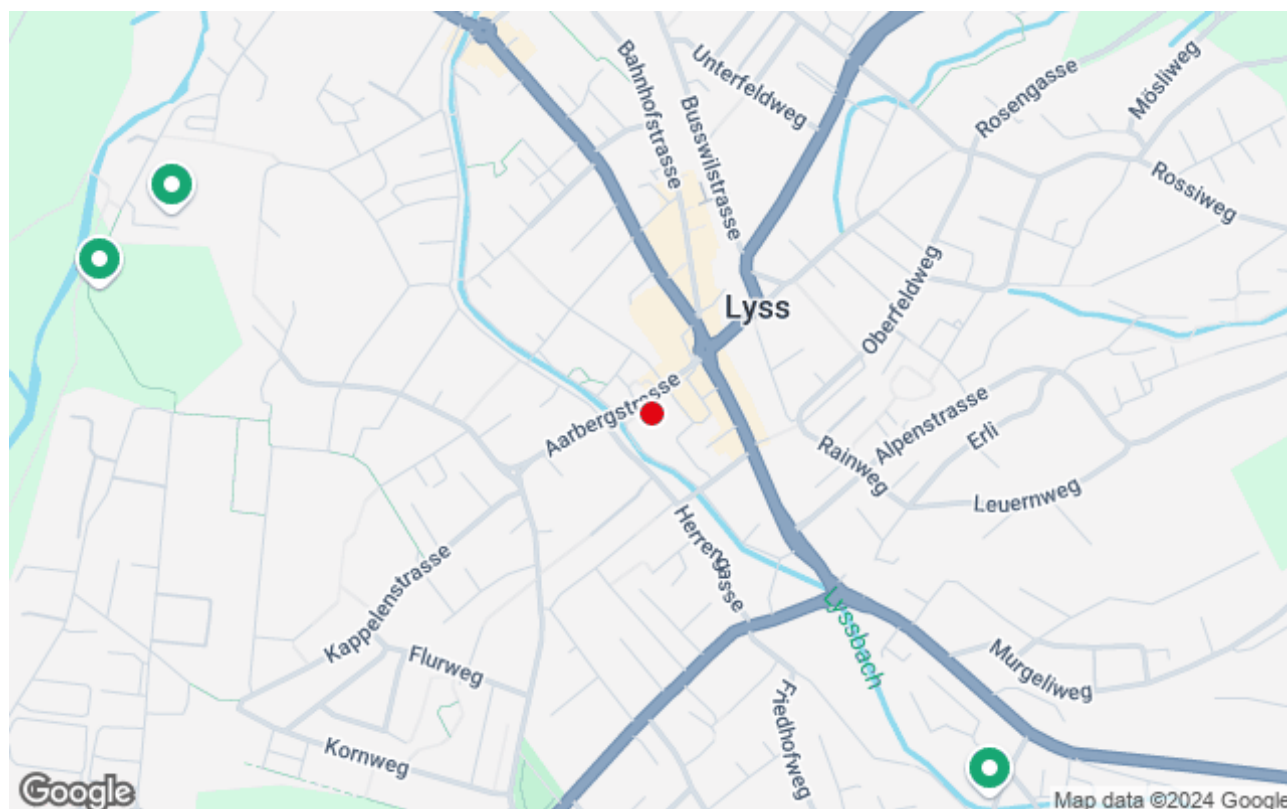 Bahnhofstrasse
Unterfeldweg
Busswilstrasse
Rosengasse
Mösliweg
Rossiweg
Lyss
Oberfeldweg
Aarbergstrasse
Alpenstrasse
Erli
Rainweg
Leuernweg
Herrengasse
Kappelenstrasse
Lyssbach
Flurweg
Murgeliweg
Friedhofweg
Kornweg
Google
Map data ©2024 Google